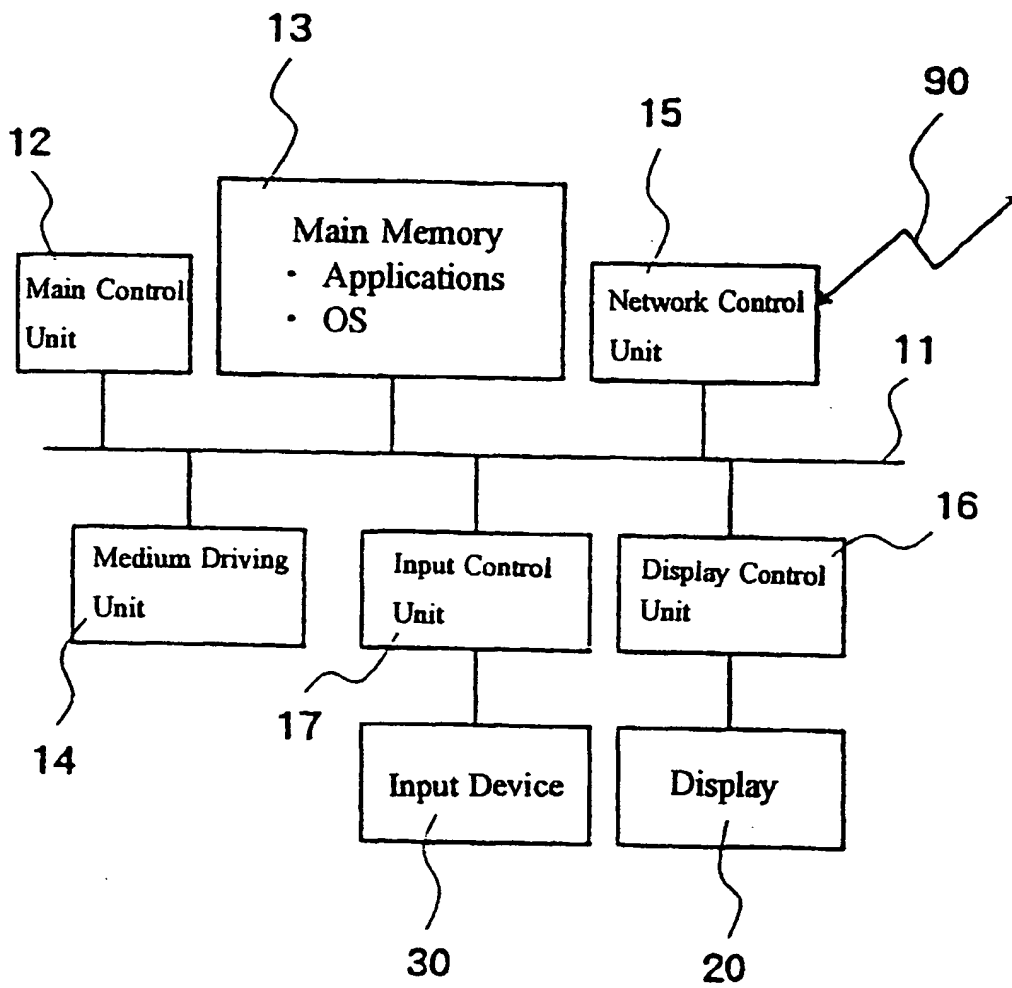 13
90
15
12
Main Memory
· Applications
· OS
Main Control
Unit
Network Control
Unit
11
16
Medium Driving
Unit
Input Control
Unit
Display Control
Unit
17
14
Input Device
Display
30
20